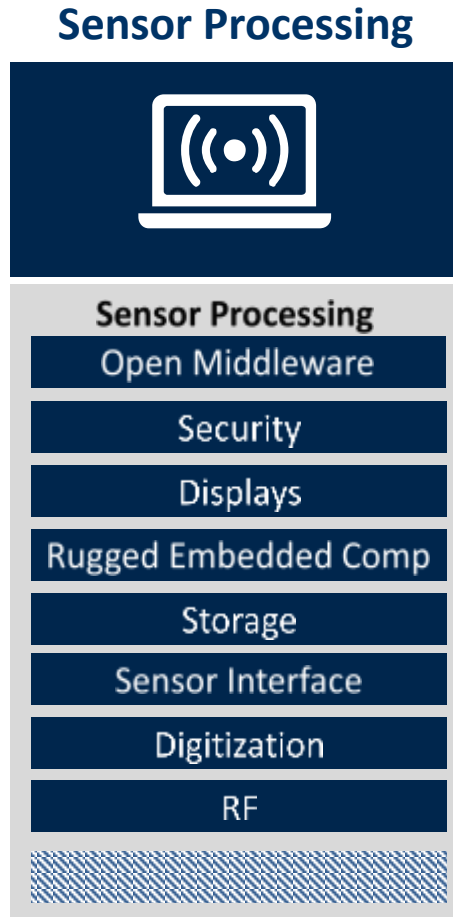 Sensor Processing
Sensor Processing
Open Middleware
Security
Displays
Rugged Embedded Comp
Storage
Sensor Interface
Digitization
RF